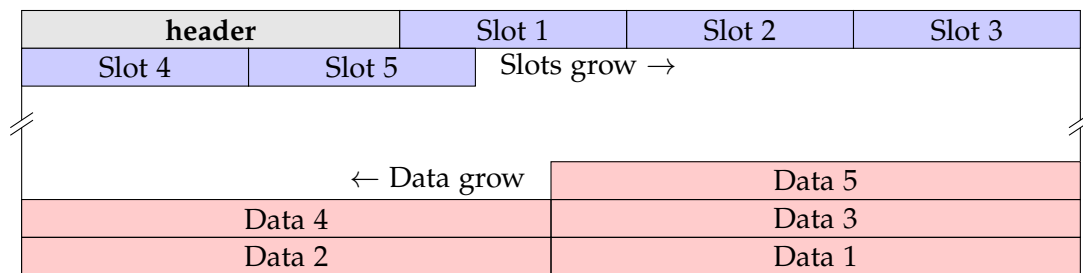 header Slot 1 Slot 2 Slot 3
Slot 4 Slot 5 Slots grow →
← Data grow Data 5
Data 4 Data 3
Data 2 Data 1